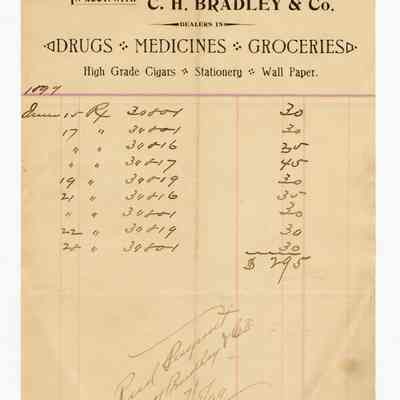 C. H. BRADLEY & Co.
DEALERS IN
DRUGS MEDICINES GROCERIES
High Grade Cigars Stationery Wall Paper.
1897
June 15 Rx 30801 30
17 " 30801 30
" " 30816 35
" " 30817 45
19 " 30819 30
21 " 30816 35
" " 30801 30
22 " 30819 30
28 " 30801 30
$ 295
Recd Payment
Bradley & Co